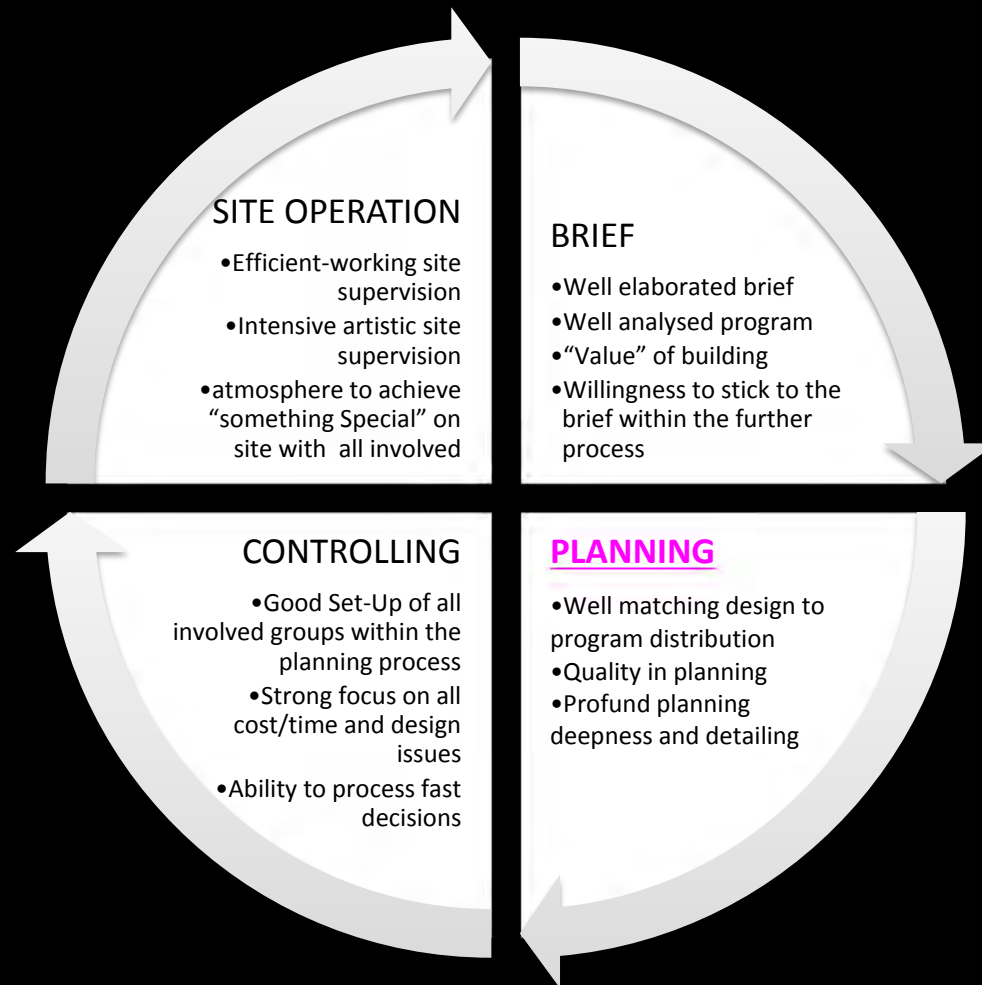 SITE OPERATION
•Efficient-working site
supervision
•Intensive artistic site
supervision
•atmosphere to achieve
“something Special” on
site with all involved
BRIEF
•Well elaborated brief
•Well analysed program
•“Value” of building
•Willingness to stick to the
brief within the further
process
CONTROLLING
•Good Set-Up of all
involved groups within the
planning process
•Strong focus on all
cost/time and design
issues
•Ability to process fast
decisions
PLANNING
•Well matching design to
program distribution
•Quality in planning
•Profund planning
deepness and detailing